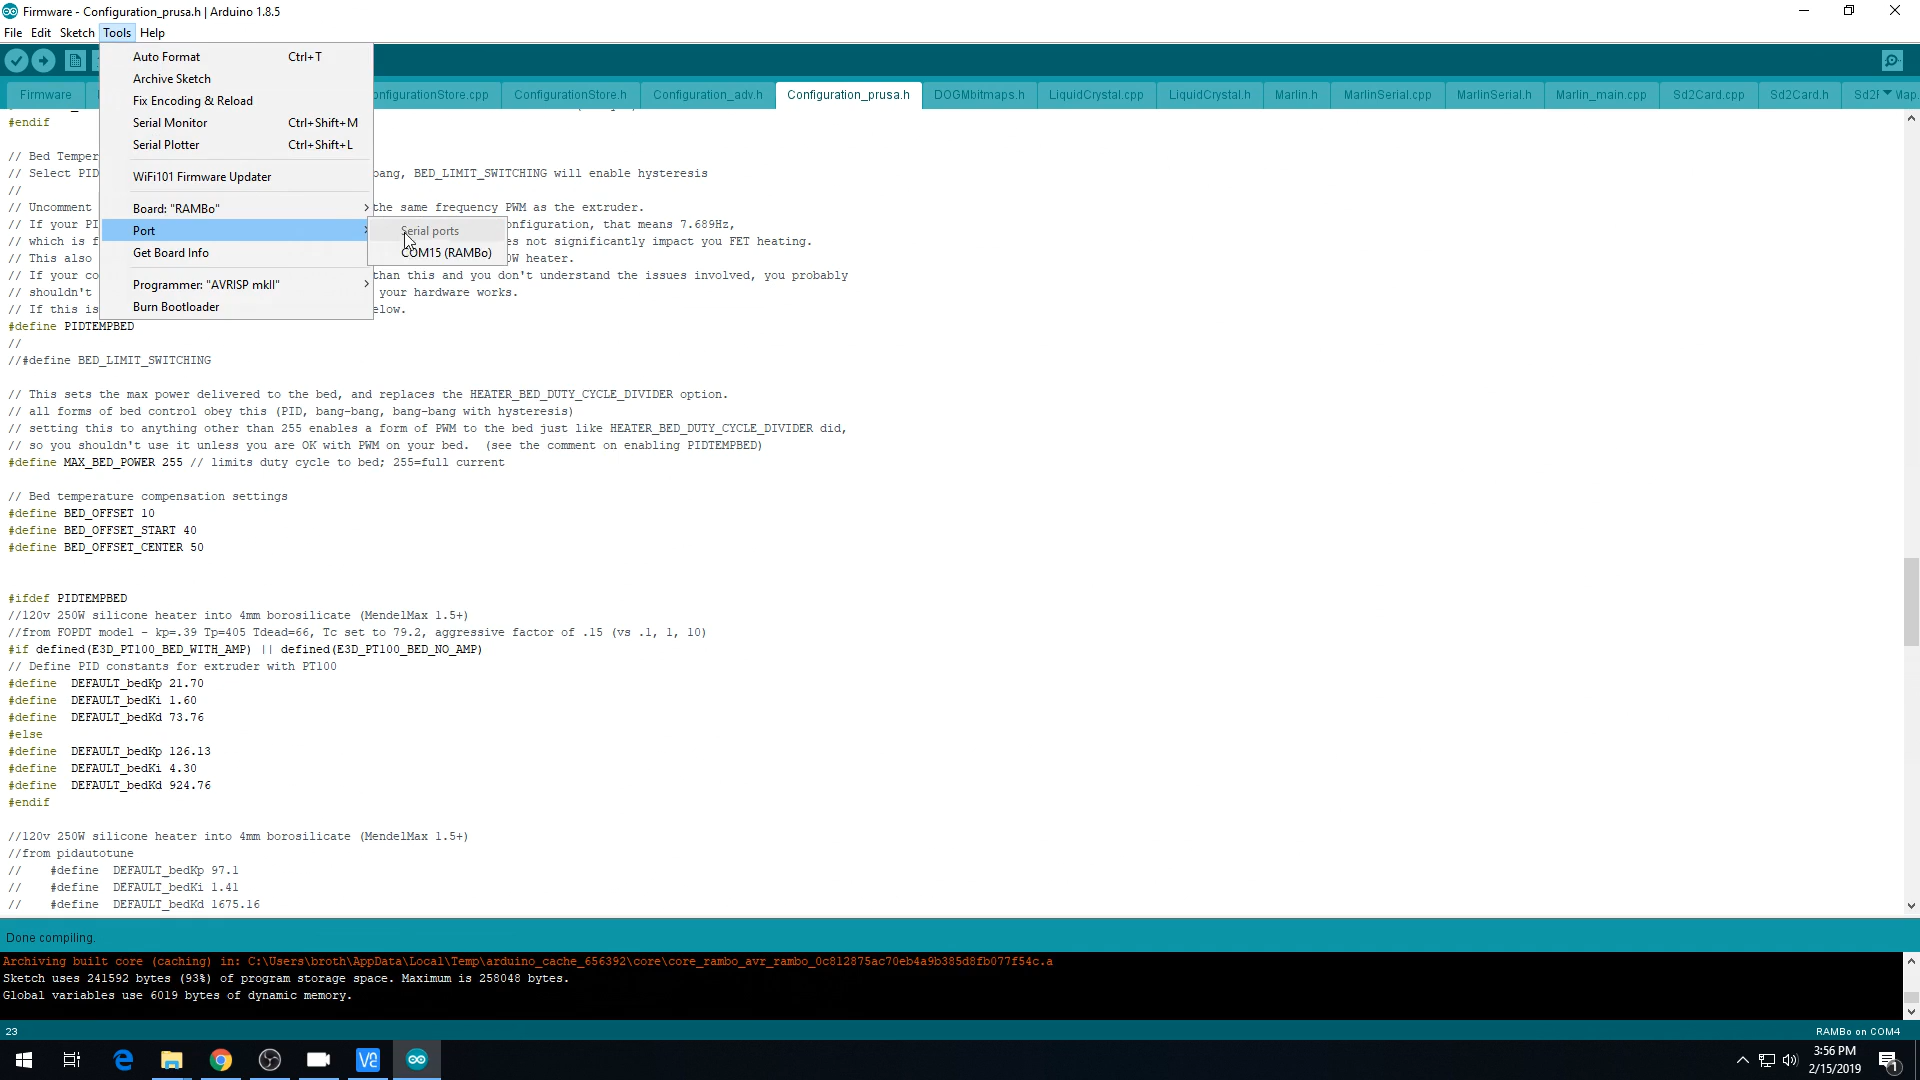 Firmware - Configuration_prusa.h | Arduino 1.8.5
File Edit Sketch Tools Help
Auto Format Ctrl+T
Archive Sketch
Fix Encoding & Reload
Serial Monitor Ctrl+Shift+M
Serial Plotter Ctrl+Shift+L
WiFi101 Firmware Updater
Board: "RAMBo"
Port
Get Board Info
Programmer: "AVRISP mkII"
Burn Bootloader
Serial ports
COM15 (RAMBo)
Firmware onfigurationStore.cpp ConfigurationStore.h Configuration_adv.h Configuration_prusa.h DOGMbitmaps.h LiquidCrystal.cpp LiquidCrystal.h Marlin.h MarlinSerial.cpp MarlinSerial.h Marlin_main.cpp Sd2Card.cpp Sd2Card.h Sd2F Map.
#endif
// Bed Temper
// Select PID bang, BED_LIMIT_SWITCHING will enable hysteresis
//
// Uncomment the same frequency PWM as the extruder.
// If your PI onfiguration, that means 7.689Hz,
// which is f es not significantly impact you FET heating.
// This also 0W heater.
// If your co than this and you don't understand the issues involved, you probably
// shouldn't your hardware works.
// If this is elow.
#define PIDTEMPBED
//
//#define BED_LIMIT_SWITCHING
// This sets the max power delivered to the bed, and replaces the HEATER_BED_DUTY_CYCLE_DIVIDER option.
// all forms of bed control obey this (PID, bang-bang, bang-bang with hysteresis)
// setting this to anything other than 255 enables a form of PWM to the bed just like HEATER_BED_DUTY_CYCLE_DIVIDER did,
// so you shouldn't use it unless you are OK with PWM on your bed.  (see the comment on enabling PIDTEMPBED)
#define MAX_BED_POWER 255 // limits duty cycle to bed; 255=full current
// Bed temperature compensation settings
#define BED_OFFSET 10
#define BED_OFFSET_START 40
#define BED_OFFSET_CENTER 50
#ifdef PIDTEMPBED
//120v 250W silicone heater into 4mm borosilicate (MendelMax 1.5+)
//from FOPDT model - kp=.39 Tp=405 Tdead=66, Tc set to 79.2, aggressive factor of .15 (vs .1, 1, 10)
#if defined(E3D_PT100_BED_WITH_AMP) || defined(E3D_PT100_BED_NO_AMP)
// Define PID constants for extruder with PT100
#define  DEFAULT_bedKp 21.70
#define  DEFAULT_bedKi 1.60
#define  DEFAULT_bedKd 73.76
#else
#define  DEFAULT_bedKp 126.13
#define  DEFAULT_bedKi 4.30
#define  DEFAULT_bedKd 924.76
#endif
//120v 250W silicone heater into 4mm borosilicate (MendelMax 1.5+)
//from pidautotune
//    #define  DEFAULT_bedKp 97.1
//    #define  DEFAULT_bedKi 1.41
//    #define  DEFAULT_bedKd 1675.16
Done compiling.
Archiving built core (caching) in: C:\Users\broth\AppData\Local\Temp\arduino_cache_656392\core\core_rambo_avr_rambo_0c812875ac70eb4a9b385d8fb077f54c.a
Sketch uses 241592 bytes (93%) of program storage space. Maximum is 258048 bytes.
Global variables use 6019 bytes of dynamic memory.
23 RAMBo on COM4
3:56 PM
2/15/2019
1